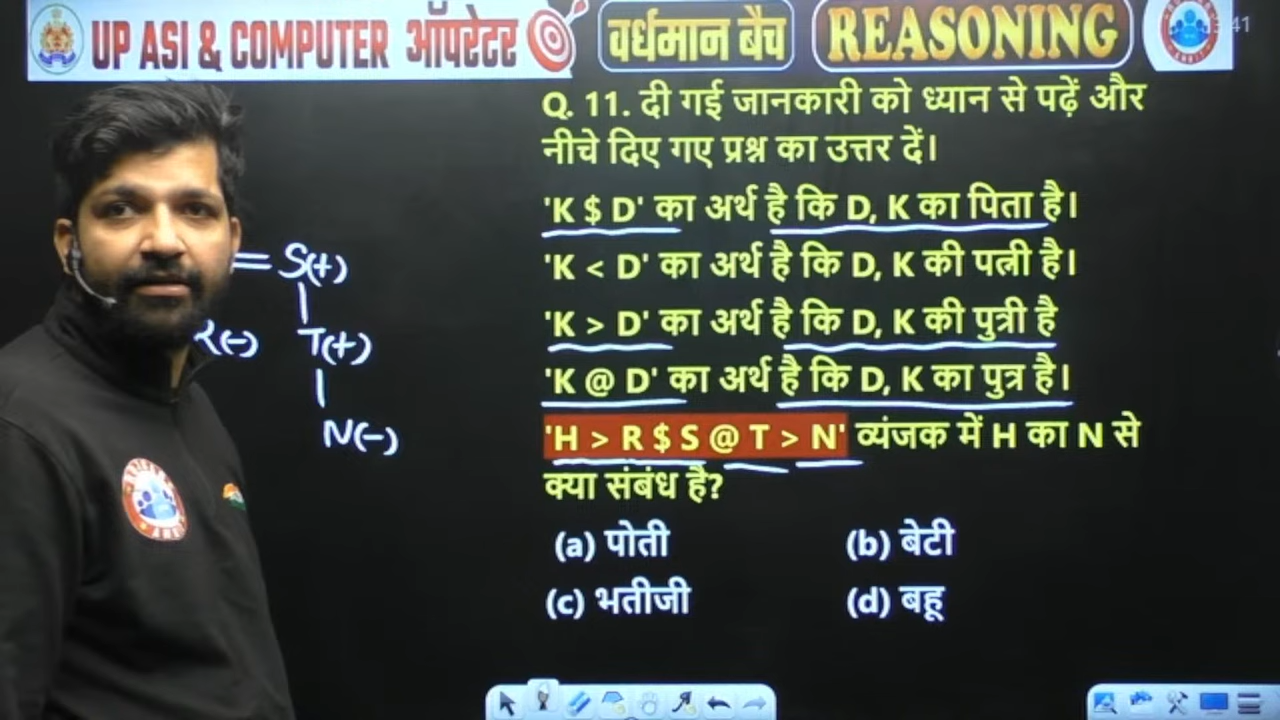 UP ASI & COMPUTER ऑपरेटर वर्धमान बैच REASONING
Q. 11. दी गई जानकारी को ध्यान से पढ़ें और
नीचे दिए गए प्रश्न का उत्तर दें।
'K $ D' का अर्थ है कि D, K का पिता है।
'K < D' का अर्थ है कि D, K की पत्नी है।
'K > D' का अर्थ है कि D, K की पुत्री है
'K @ D' का अर्थ है कि D, K का पुत्र है।
'H > R $ S @ T > N' व्यंजक में H का N से
क्या संबंध है?
(a) पोती (b) बेटी
(c) भतीजी (d) बहू
= S(+)
R(-) T(+)
N(-)